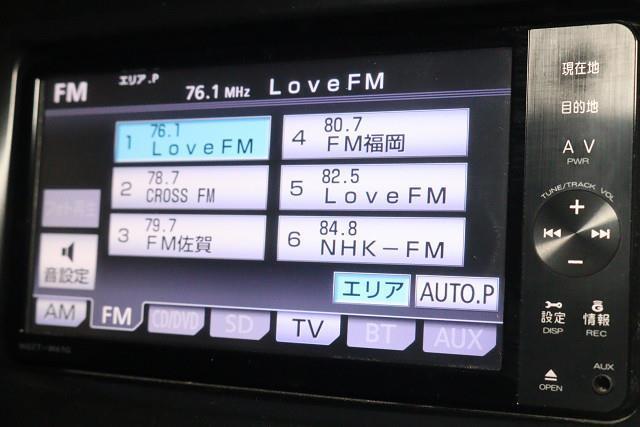 FM エリア.P 76.1 MHz LoveFM
1 76.1 LoveFM
2 78.7 CROSS FM
3 79.7 FM佐賀
4 80.7 FM福岡
5 82.5 LoveFM
6 84.8 NHK-FM
音設定
エリア AUTO.P
AM FM CD/DVD SD TV BT AUX
現在地
目的地
AV
PWR
TUNE/TRACK VOL
+
-
設定 情報
DISP REC
OPEN
AUX